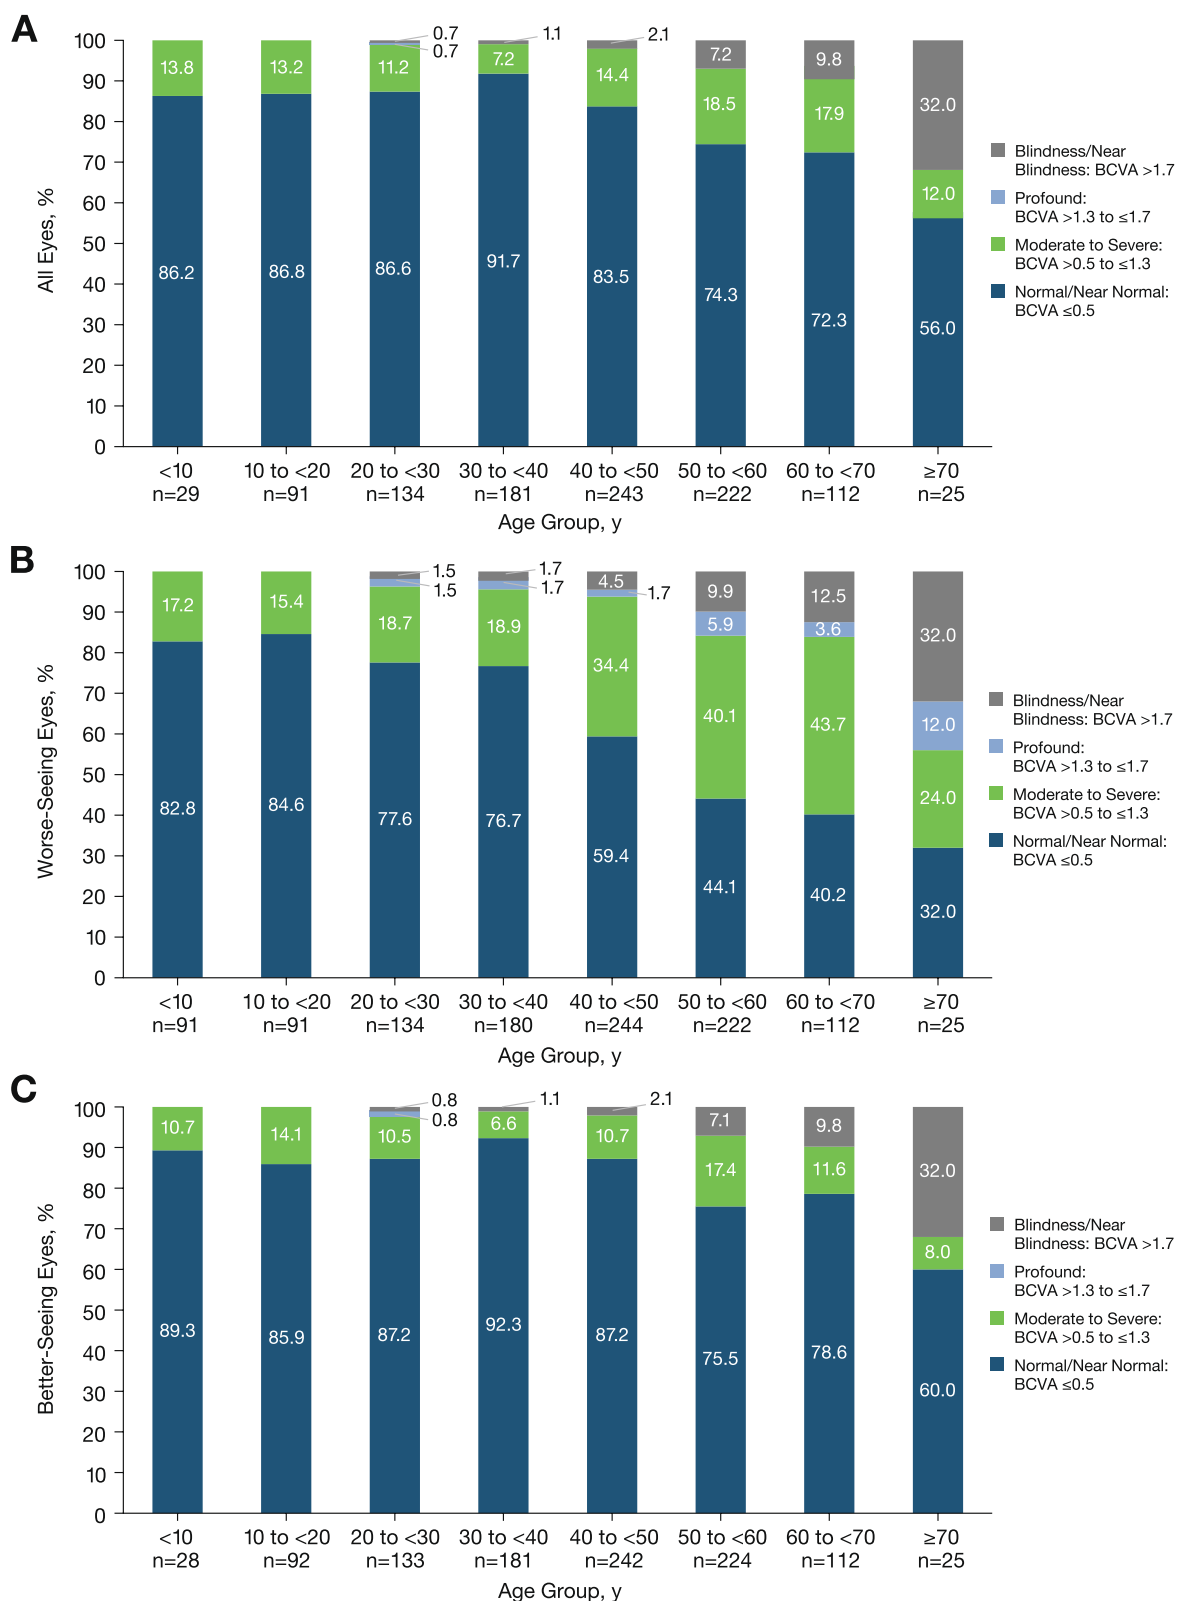 A
100
90
80
70
60
50
40
30
20
10
0
All Eyes, %
13.8
86.2
13.2
86.8
0.7
0.7
11.2
86.6
1.1
7.2
91.7
2.1
14.4
83.5
7.2
18.5
74.3
9.8
17.9
72.3
32.0
12.0
56.0
<10
n=29
10 to <20
n=91
20 to <30
n=134
30 to <40
n=181
40 to <50
n=243
50 to <60
n=222
60 to <70
n=112
≥70
n=25
Age Group, y
Blindness/Near
Blindness: BCVA >1.7
Profound:
BCVA >1.3 to ≤1.7
Moderate to Severe:
BCVA >0.5 to ≤1.3
Normal/Near Normal:
BCVA ≤0.5
B
100
90
80
70
60
50
40
30
20
10
0
Worse-Seeing Eyes, %
17.2
82.8
15.4
84.6
1.5
1.5
18.7
77.6
1.7
1.7
18.9
76.7
4.5
1.7
34.4
59.4
9.9
5.9
40.1
44.1
12.5
3.6
43.7
40.2
32.0
12.0
24.0
32.0
<10
n=91
10 to <20
n=91
20 to <30
n=134
30 to <40
n=180
40 to <50
n=244
50 to <60
n=222
60 to <70
n=112
≥70
n=25
Age Group, y
Blindness/Near
Blindness: BCVA >1.7
Profound:
BCVA >1.3 to ≤1.7
Moderate to Severe:
BCVA >0.5 to ≤1.3
Normal/Near Normal:
BCVA ≤0.5
C
100
90
80
70
60
50
40
30
20
10
0
Better-Seeing Eyes, %
10.7
89.3
14.1
85.9
0.8
0.8
10.5
87.2
1.1
6.6
92.3
2.1
10.7
87.2
7.1
17.4
75.5
9.8
11.6
78.6
32.0
8.0
60.0
<10
n=28
10 to <20
n=92
20 to <30
n=133
30 to <40
n=181
40 to <50
n=242
50 to <60
n=224
60 to <70
n=112
≥70
n=25
Age Group, y
Blindness/Near
Blindness: BCVA >1.7
Profound:
BCVA >1.3 to ≤1.7
Moderate to Severe:
BCVA >0.5 to ≤1.3
Normal/Near Normal:
BCVA ≤0.5